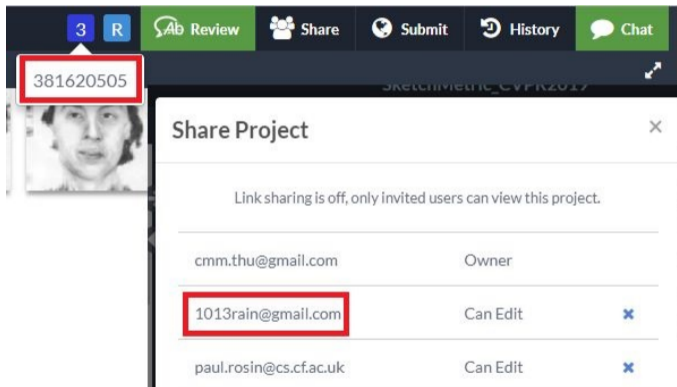 3 R Review Share Submit History Chat
381620505
SketchMetric_CVPR2019
Share Project ×
Link sharing is off, only invited users can view this project.
cmm.thu@gmail.com Owner
1013rain@gmail.com Can Edit ×
paul.rosin@cs.cf.ac.uk Can Edit ×